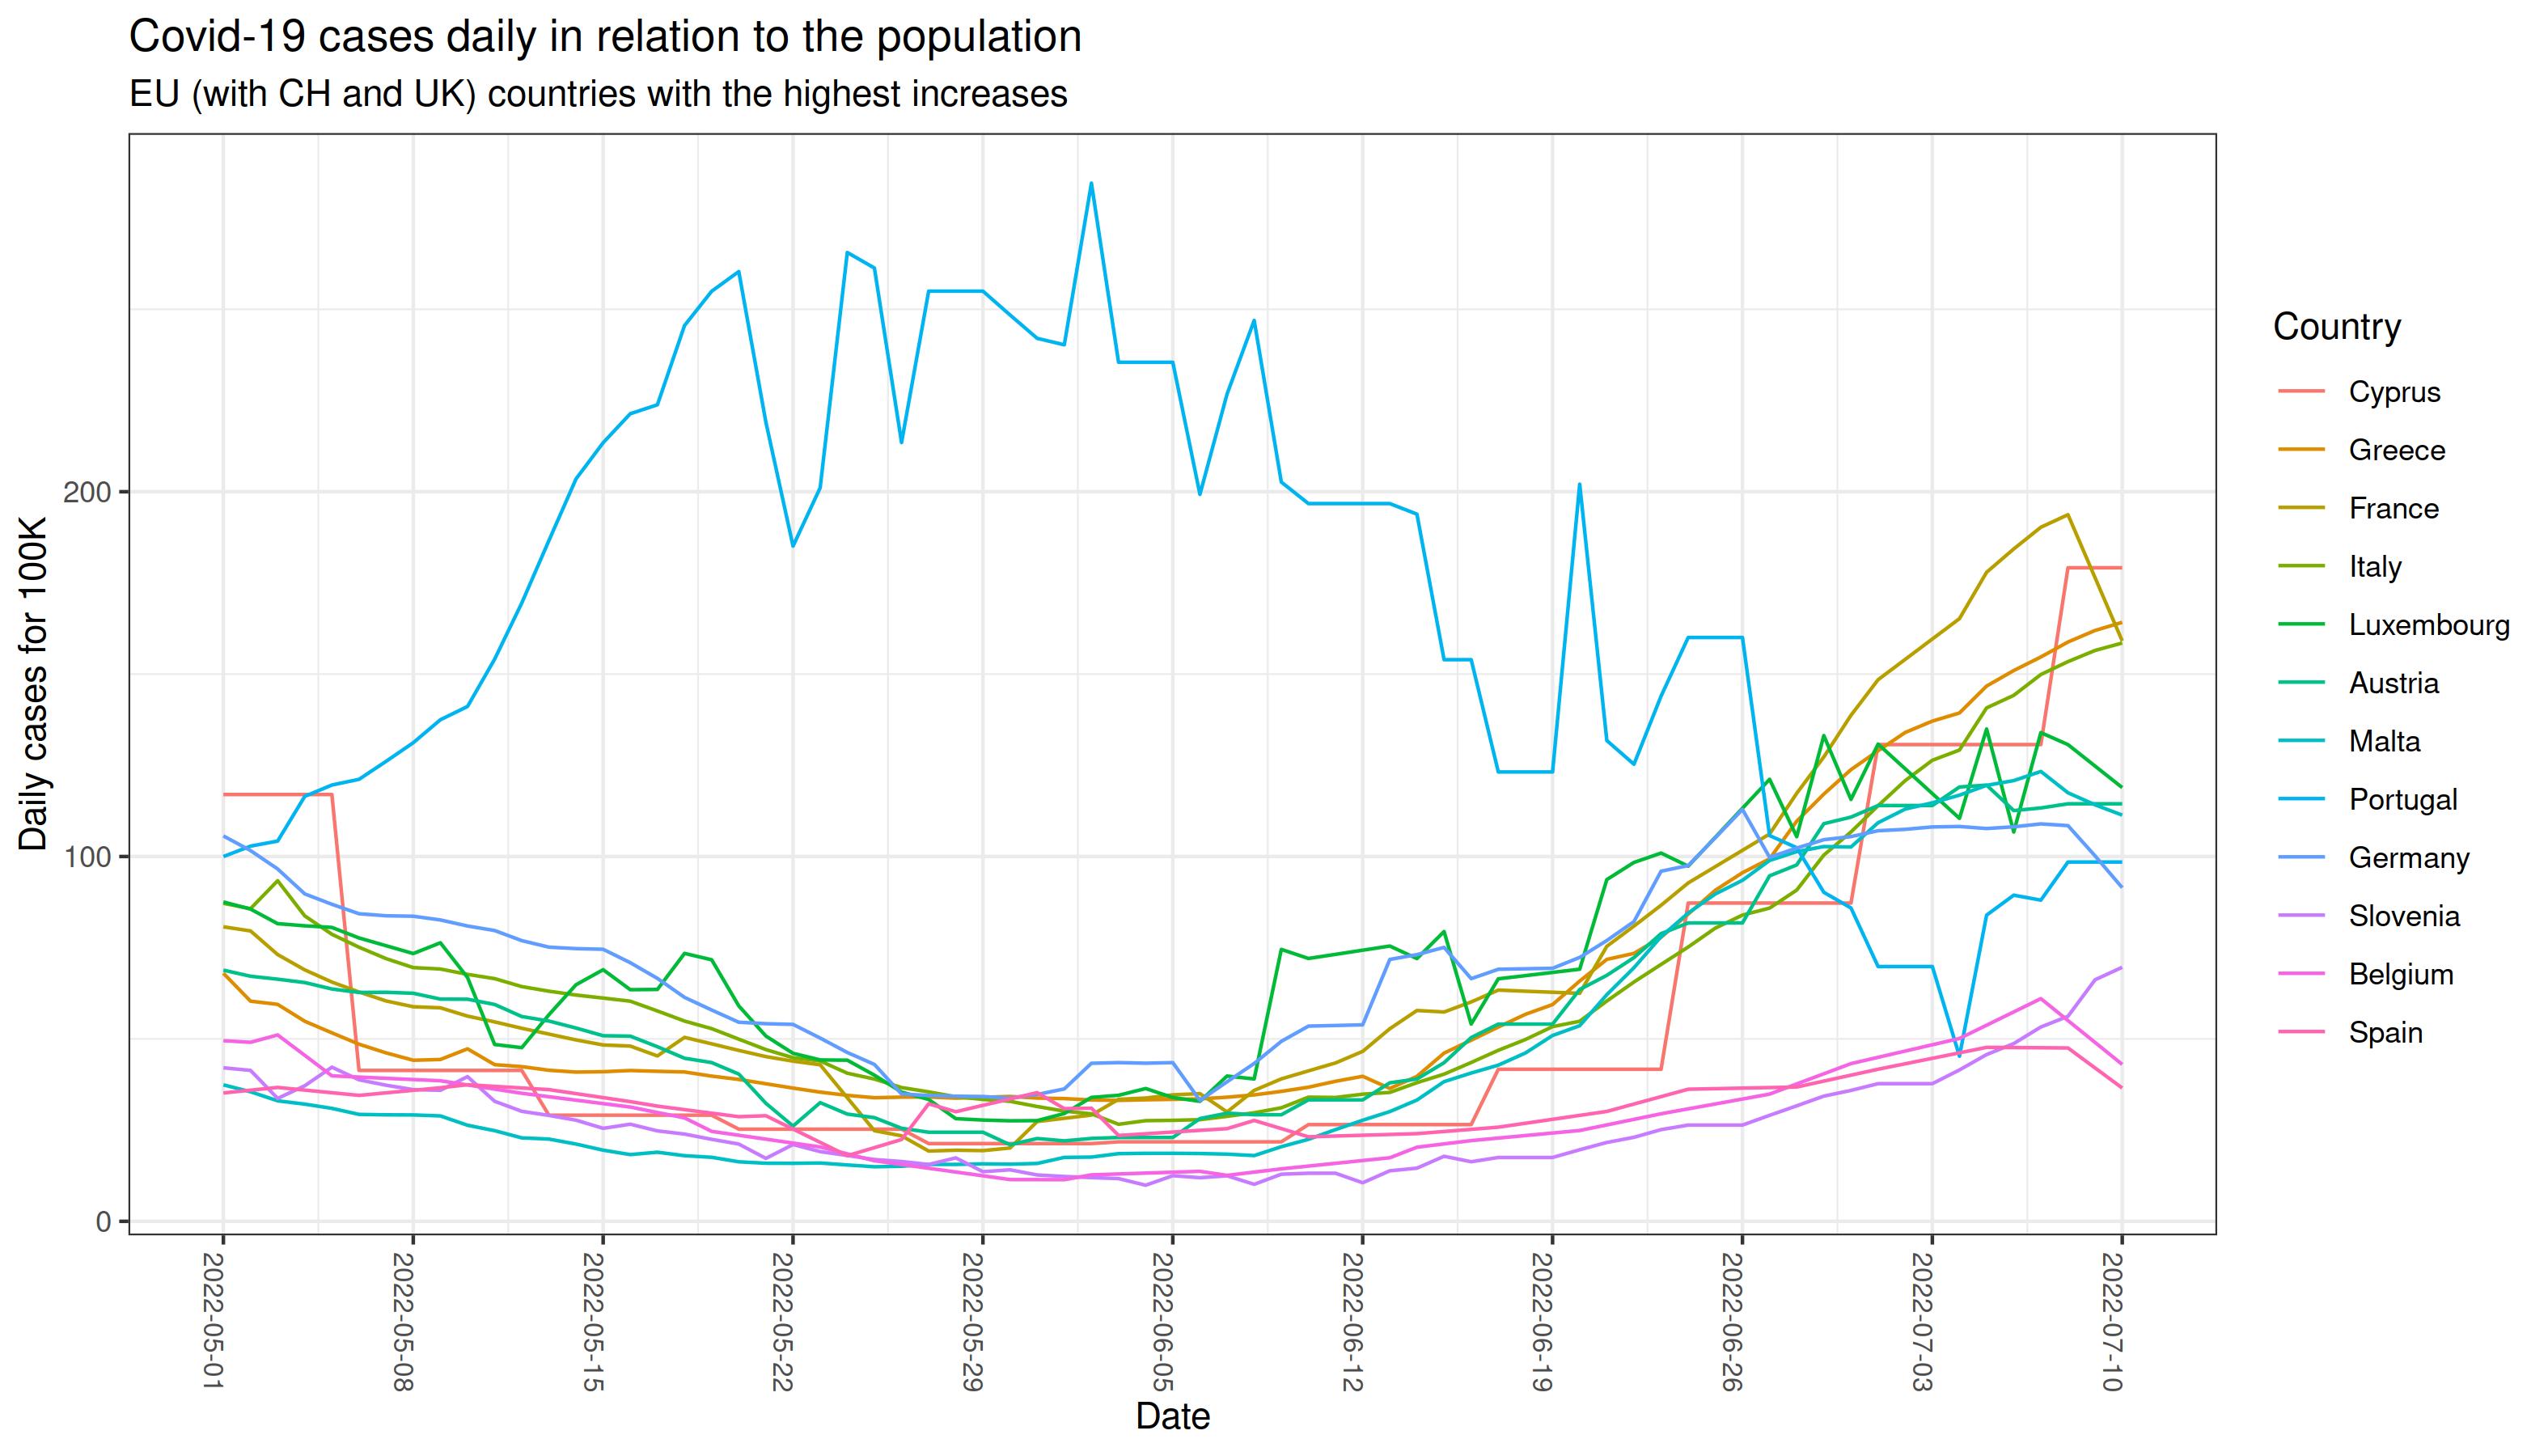 Covid-19 cases daily in relation to the population
EU (with CH and UK) countries with the highest increases
Daily cases for 100K
200
100
0
2022-05-01
2022-05-08
2022-05-15
2022-05-22
2022-05-29
2022-06-05
2022-06-12
2022-06-19
2022-06-26
2022-07-03
2022-07-10
Date
Country
Cyprus
Greece
France
Italy
Luxembourg
Austria
Malta
Portugal
Germany
Slovenia
Belgium
Spain